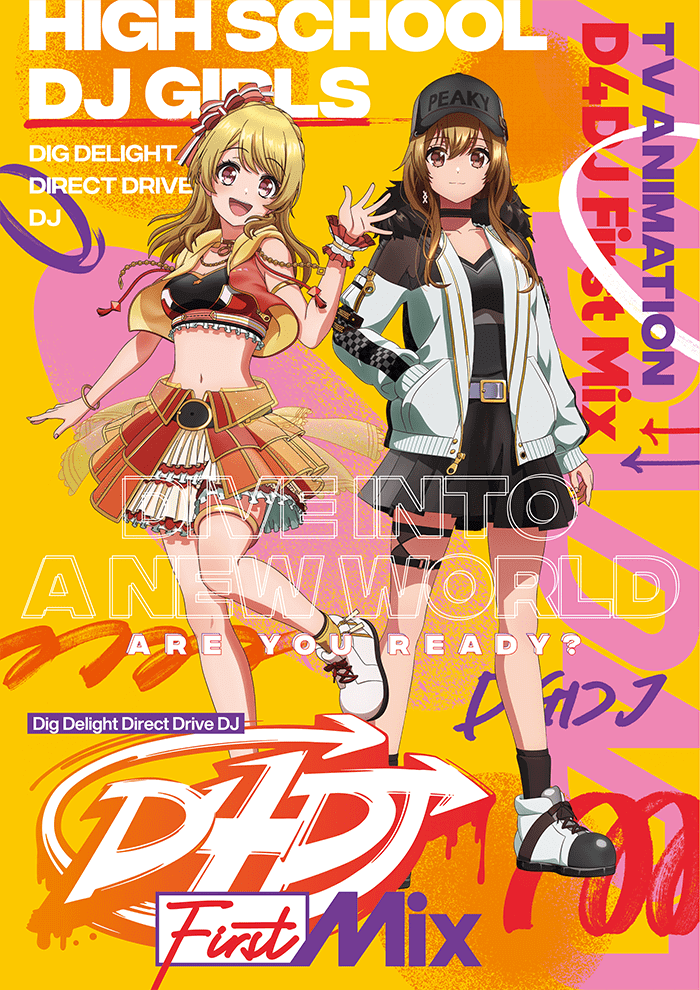 HIGH SCHOOL
DJ GIRLS
DIG DELIGHT
DIRECT DRIVE
DJ
TV ANIMATION
D4DJ First Mix
PEAKY
DIVE INTO
A NEW WORLD
ARE YOU READY?
D4DJ
Dig Delight Direct Drive DJ
D4DJ
First Mix